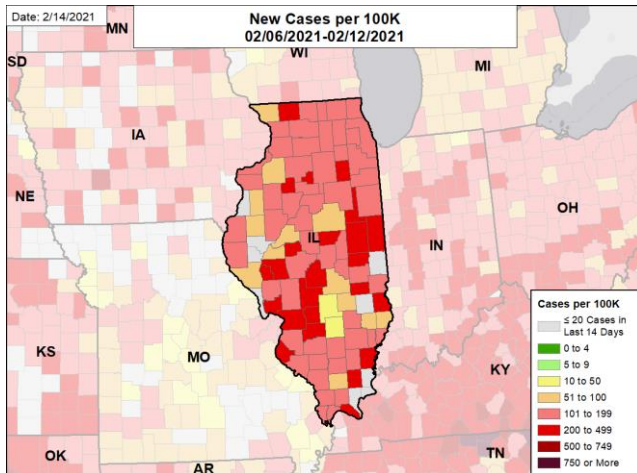 Date: 2/14/2021
New Cases per 100K
02/06/2021-02/12/2021
MN
WI
SD
MI
IA
NE
IL
IN
OH
MO
KS
KY
OK
AR
TN
Cases per 100K
≤ 20 Cases in
Last 14 Days
0 to 4
5 to 9
10 to 50
51 to 100
101 to 199
200 to 499
500 to 749
750 or More